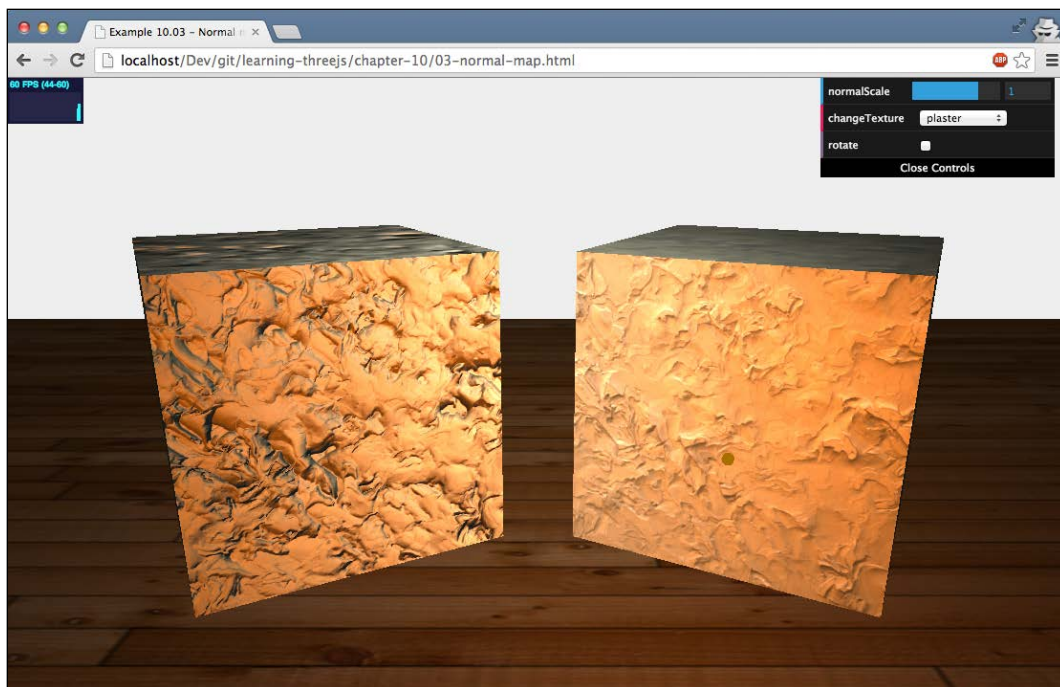 Example 10.03 – Normal m
localhost/Dev/git/learning-threejs/chapter-10/03-normal-map.html
ABP
60 FPS (44-60)
normalScale 1
changeTexture plaster
rotate
Close Controls